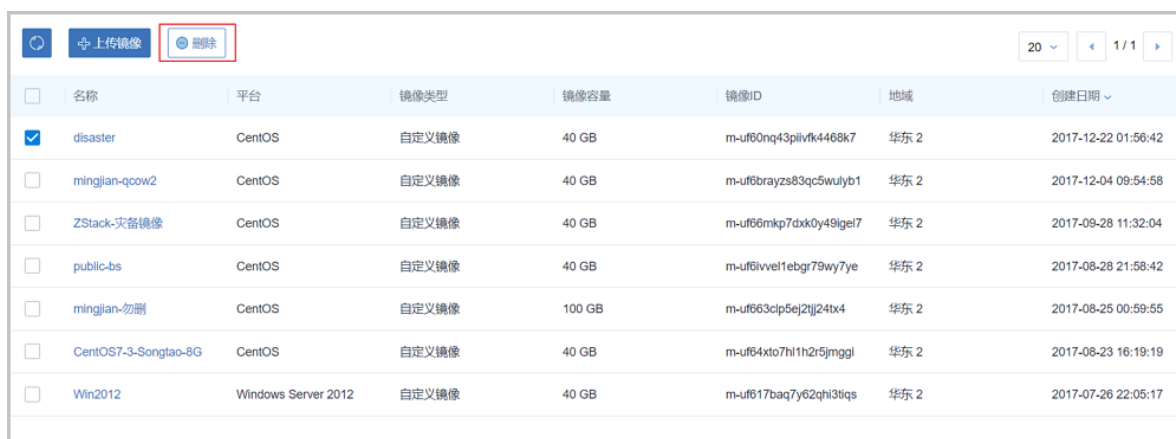 上传镜像 删除 20 1 / 1
名称 平台 镜像类型 镜像容量 镜像ID 地域 创建日期
disaster CentOS 自定义镜像 40 GB m-uf60nq43piivfk4468k7 华东 2 2017-12-22 01:56:42
mingjian-qcow2 CentOS 自定义镜像 40 GB m-uf6brayzs83qc5wulyb1 华东 2 2017-12-04 09:54:58
ZStack-灾备镜像 CentOS 自定义镜像 40 GB m-uf66mkp7dxk0y49igel7 华东 2 2017-09-28 11:32:04
public-bs CentOS 自定义镜像 40 GB m-uf6ivvel1ebgr79wy7ye 华东 2 2017-08-28 21:58:42
mingjian-勿删 CentOS 自定义镜像 100 GB m-uf663clp5ej2tjj24tx4 华东 2 2017-08-25 00:59:55
CentOS7-3-Songtao-8G CentOS 自定义镜像 40 GB m-uf64xto7hl1h2r5jmggi 华东 2 2017-08-23 16:19:19
Win2012 Windows Server 2012 自定义镜像 40 GB m-uf617baq7y62qhi3tiqs 华东 2 2017-07-26 22:05:17